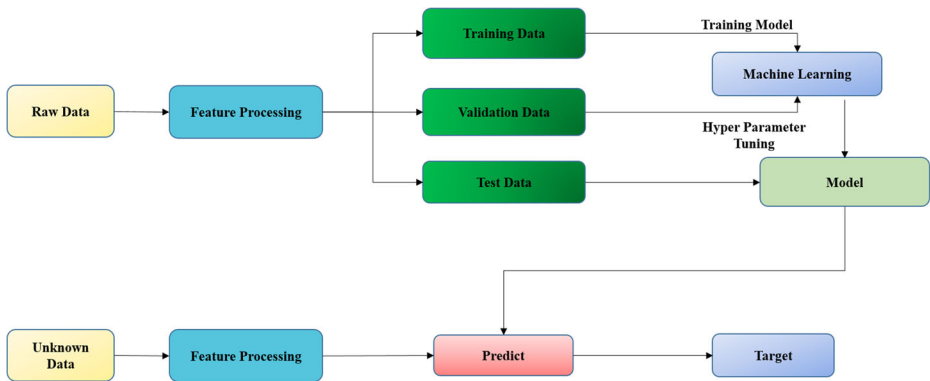 Training Data
Training Model
Machine Learning
Raw Data
Feature Processing
Validation Data
Hyper Parameter
Tuning
Test Data
Model
Unknown
Data
Feature Processing
Predict
Target